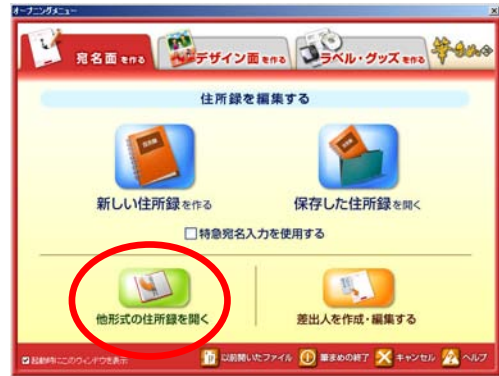 オープニングメニュー
宛名面を作る
デザイン面を作る
ラベル・グッズを作る
筆まめ
住所録を編集する
新しい住所録を作る
保存した住所録を開く
特急宛名入力を使用する
他形式の住所録を開く
差出人を作成・編集する
起動時にこのウィンドウを表示
以前開いたファイル
筆まめの終了
キャンセル
ヘルプ